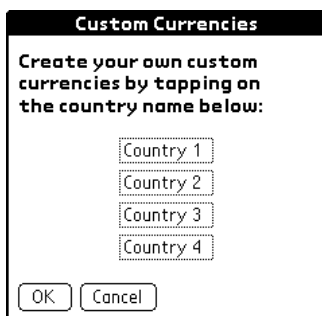 Custom Currencies
Create your own custom
currencies by tapping on
the country name below:
Country 1
Country 2
Country 3
Country 4
OK Cancel